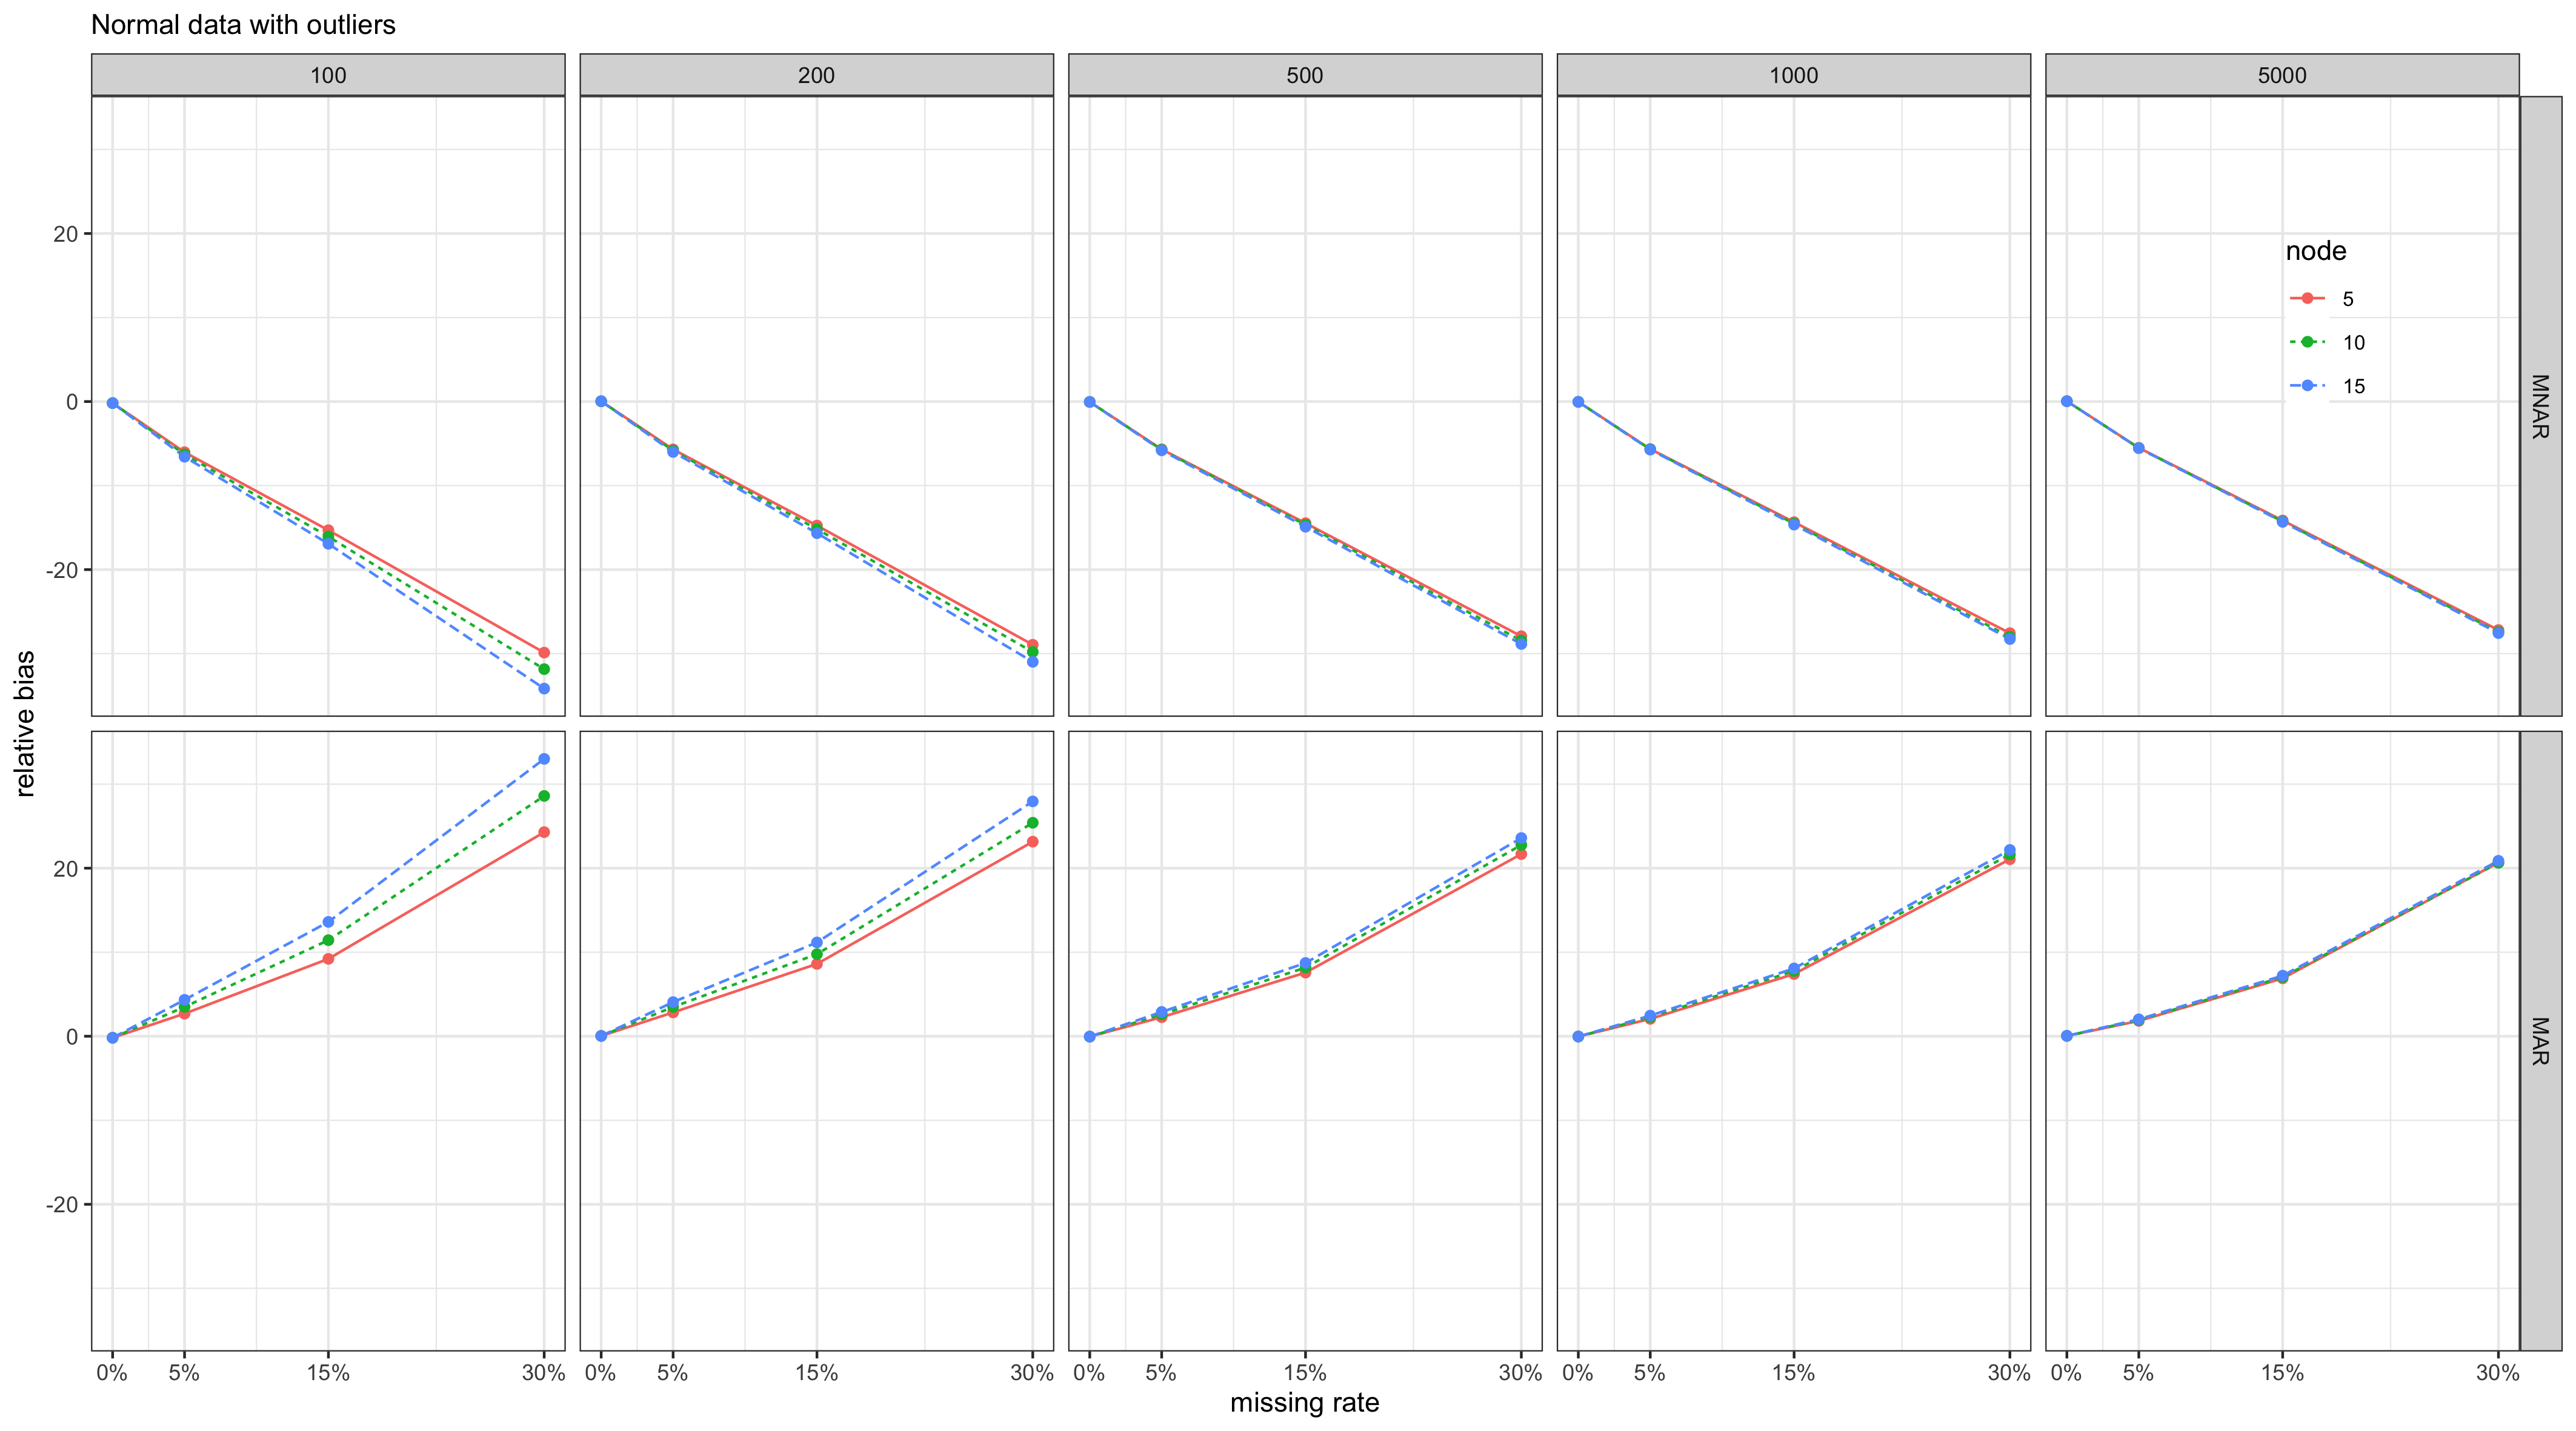 Normal data with outliers
100 200 500 1000 5000
20
0
-20
MNAR
node
5
10
15
relative bias
20
0
-20
MAR
0% 5% 15% 30% 0% 5% 15% 30% 0% 5% 15% 30% 0% 5% 15% 30% 0% 5% 15% 30%
missing rate